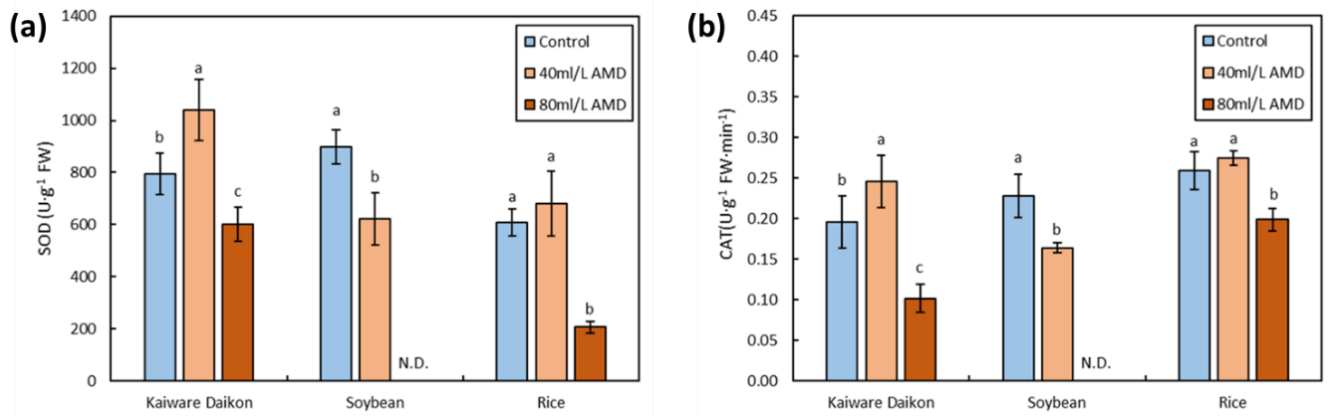 (a)
SOD (U·g⁻¹ FW)
1400
1200
1000
800
600
400
200
0
Control
40ml/L AMD
80ml/L AMD
b
a
c
a
b
N.D.
a
a
b
Kaiware Daikon
Soybean
Rice
(b)
CAT(U·g⁻¹ FW·min⁻¹)
0.45
0.40
0.35
0.30
0.25
0.20
0.15
0.10
0.05
0.00
Control
40ml/L AMD
80ml/L AMD
b
a
c
a
b
N.D.
a
a
b
Kaiware Daikon
Soybean
Rice